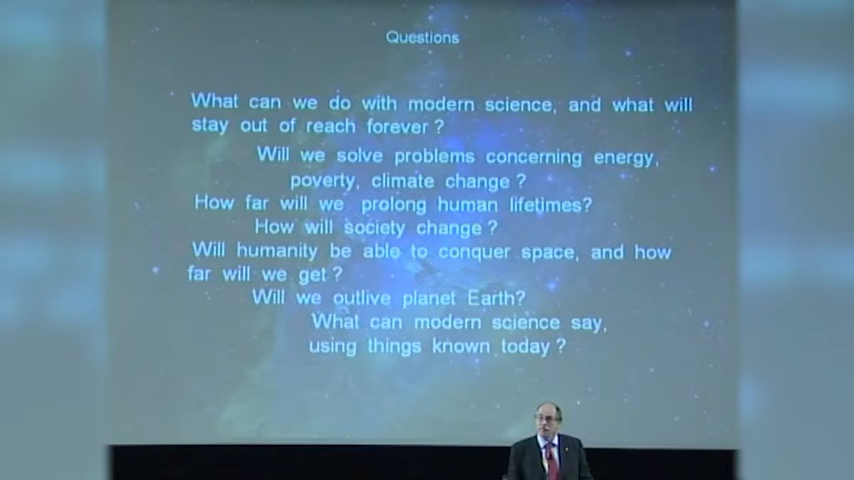 Questions
What can we do with modern science, and what will
stay out of reach forever ?
Will we solve problems concerning energy,
poverty, climate change ?
How far will we prolong human lifetimes?
How will society change ?
Will humanity be able to conquer space, and how
far will we get ?
Will we outlive planet Earth?
What can modern science say,
using things known today ?